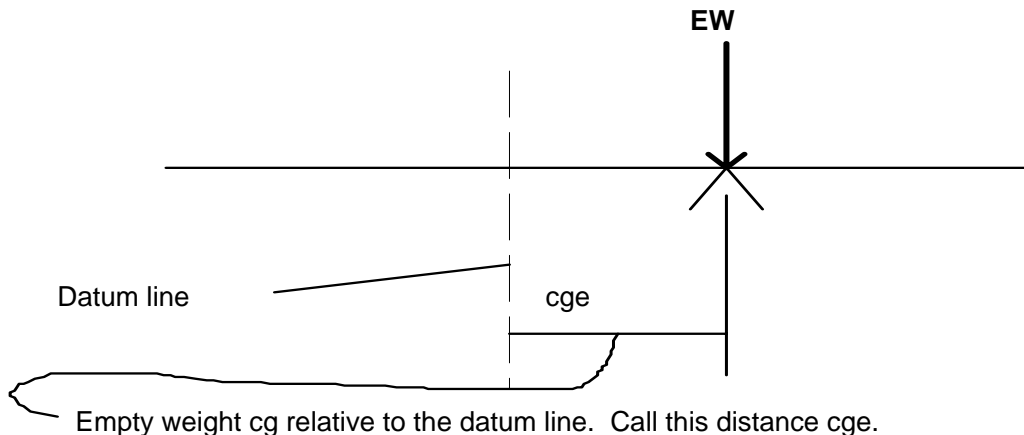 EW
Datum line
cge
Empty weight cg relative to the datum line.  Call this distance cge.